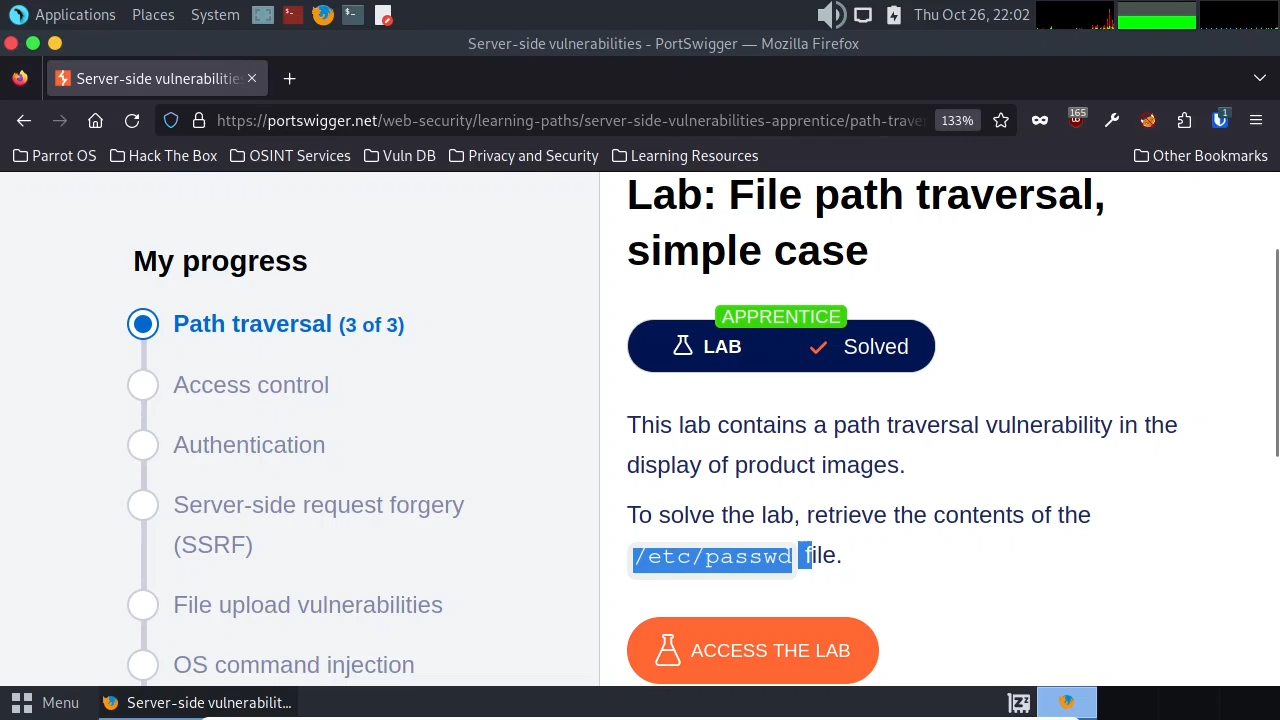 Applications Places System Thu Oct 26, 22:02
Server-side vulnerabilities - PortSwigger — Mozilla Firefox
Server-side vulnerabilitie
https://portswigger.net/web-security/learning-paths/server-side-vulnerabilities-apprentice/path-traver 133% 165 1
Parrot OS Hack The Box OSINT Services Vuln DB Privacy and Security Learning Resources Other Bookmarks
My progress
Path traversal (3 of 3)
Access control
Authentication
Server-side request forgery
(SSRF)
File upload vulnerabilities
OS command injection
Lab: File path traversal,
simple case
APPRENTICE
LAB Solved
This lab contains a path traversal vulnerability in the
display of product images.
To solve the lab, retrieve the contents of the
/etc/passwd file.
ACCESS THE LAB
Menu Server-side vulnerabilit...